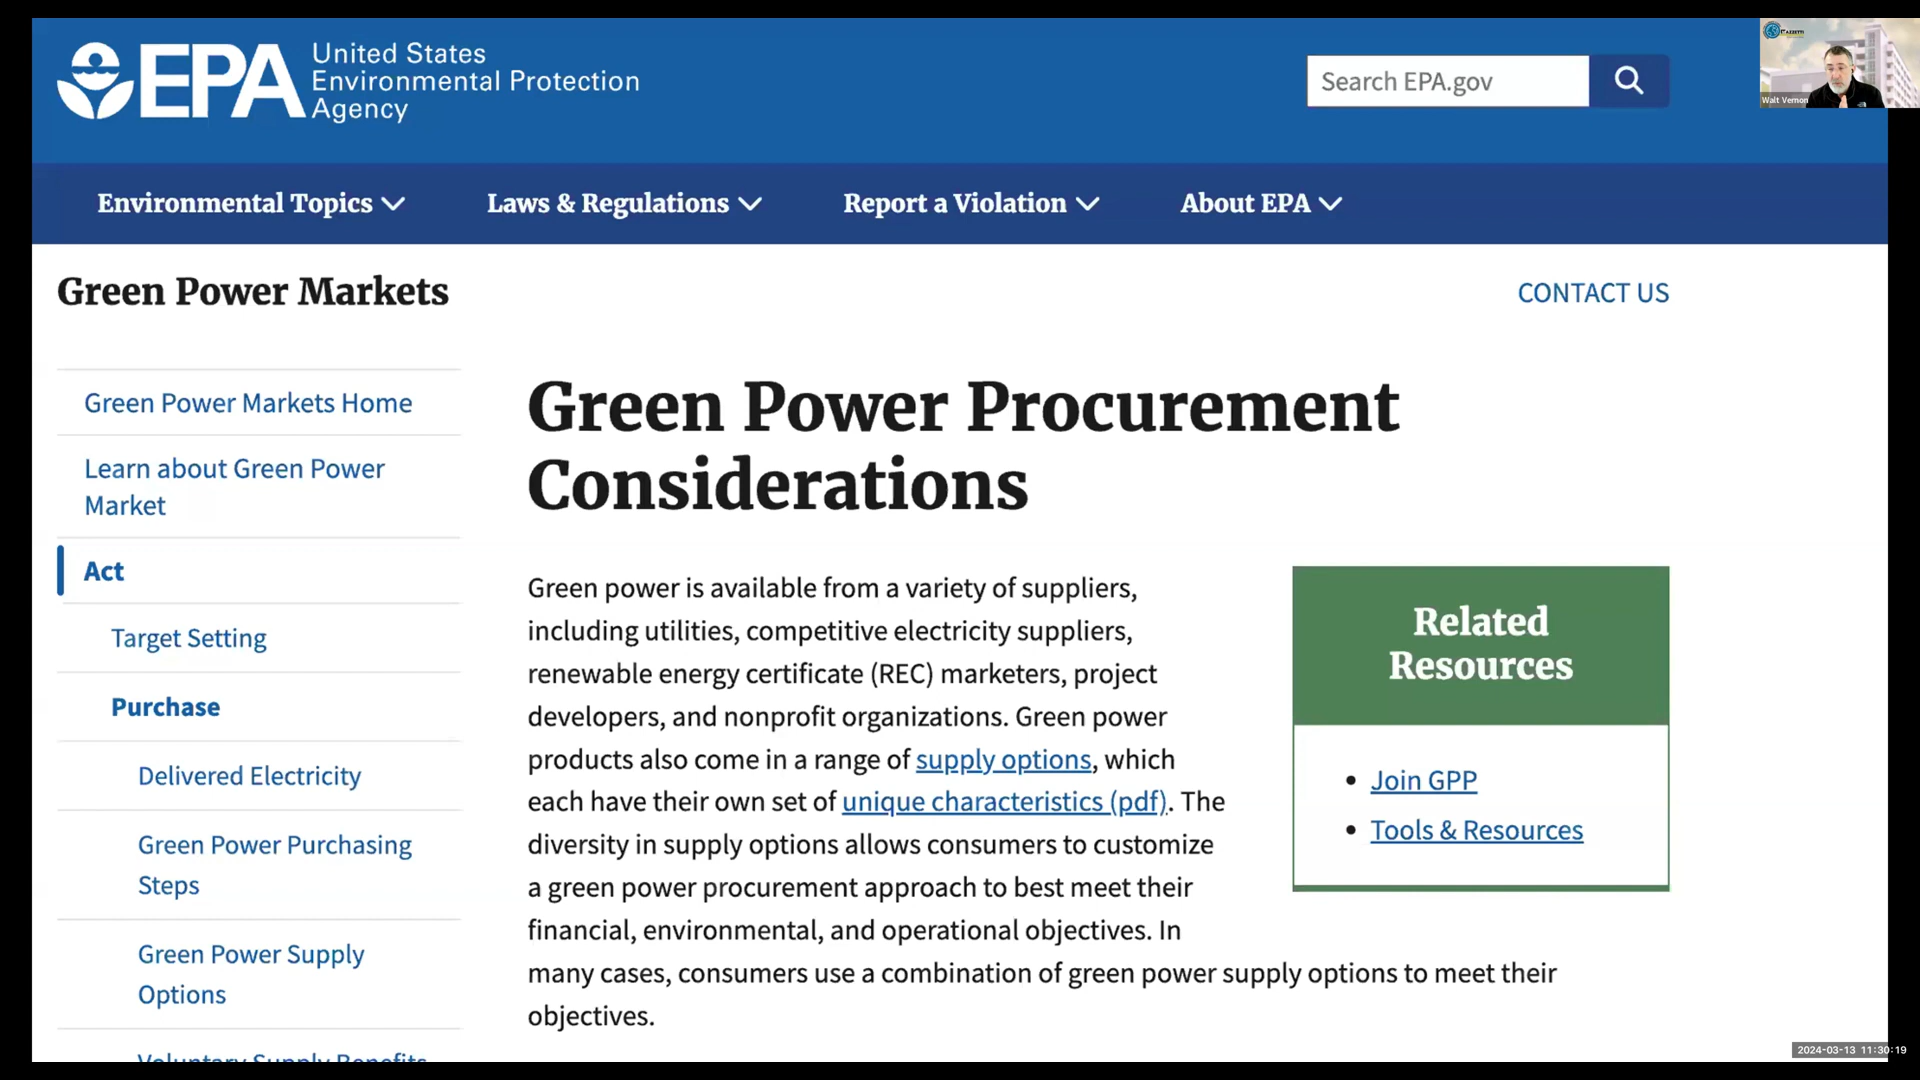 EPA
United States
Environmental Protection
Agency
Search EPA.gov
Walt Vernon
Environmental Topics
Laws & Regulations
Report a Violation
About EPA
Green Power Markets
CONTACT US
Green Power Markets Home
Learn about Green Power
Market
Act
Target Setting
Purchase
Delivered Electricity
Green Power Purchasing
Steps
Green Power Supply
Options
Voluntary Supply Benefits
Green Power Procurement
Considerations
Green power is available from a variety of suppliers,
including utilities, competitive electricity suppliers,
renewable energy certificate (REC) marketers, project
developers, and nonprofit organizations. Green power
products also come in a range of supply options, which
each have their own set of unique characteristics (pdf). The
diversity in supply options allows consumers to customize
a green power procurement approach to best meet their
financial, environmental, and operational objectives. In
many cases, consumers use a combination of green power supply options to meet their
objectives.
Related
Resources
• Join GPP
• Tools & Resources
2024-03-13 11:30:19